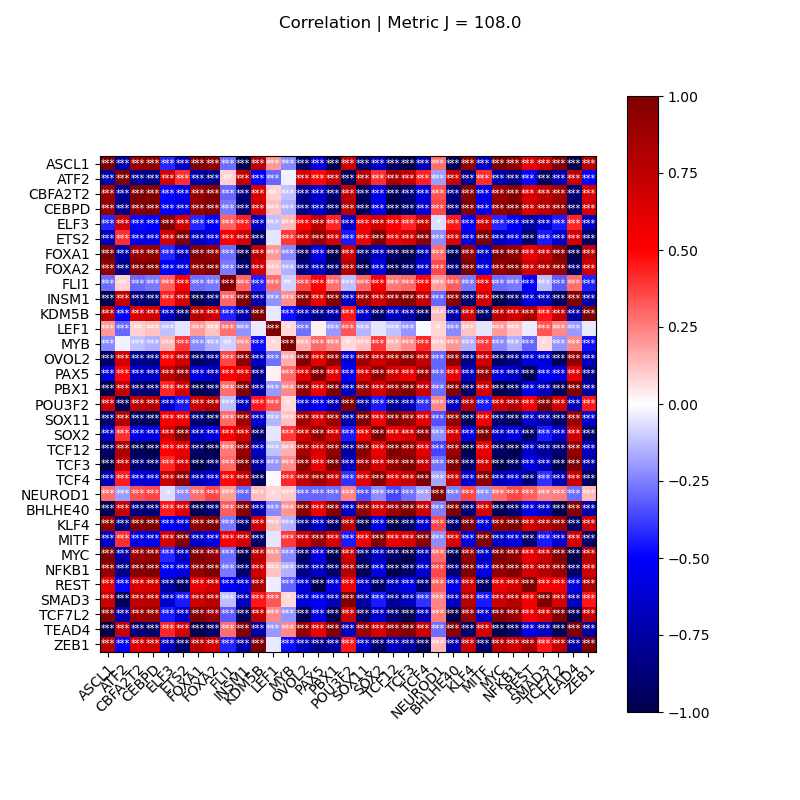 Correlation | Metric J = 108.0
ASCL1
ATF2
CBFA2T2
CEBPD
ELF3
ETS2
FOXA1
FOXA2
FLI1
INSM1
KDM5B
LEF1
MYB
OVOL2
PAX5
PBX1
POU3F2
SOX11
SOX2
TCF12
TCF3
TCF4
NEUROD1
BHLHE40
KLF4
MITF
MYC
NFKB1
REST
SMAD3
TCF7L2
TEAD4
ZEB1
ASCL1
ATF2
CBFA2T2
CEBPD
ELF3
ETS2
FOXA1
FOXA2
FLI1
INSM1
KDM5B
LEF1
MYB
OVOL2
PAX5
PBX1
POU3F2
SOX11
SOX2
TCF12
TCF3
TCF4
NEUROD1
BHLHE40
KLF4
MITF
MYC
NFKB1
REST
SMAD3
TCF7L2
TEAD4
ZEB1
1.00
0.75
0.50
0.25
0.00
−0.25
−0.50
−0.75
−1.00